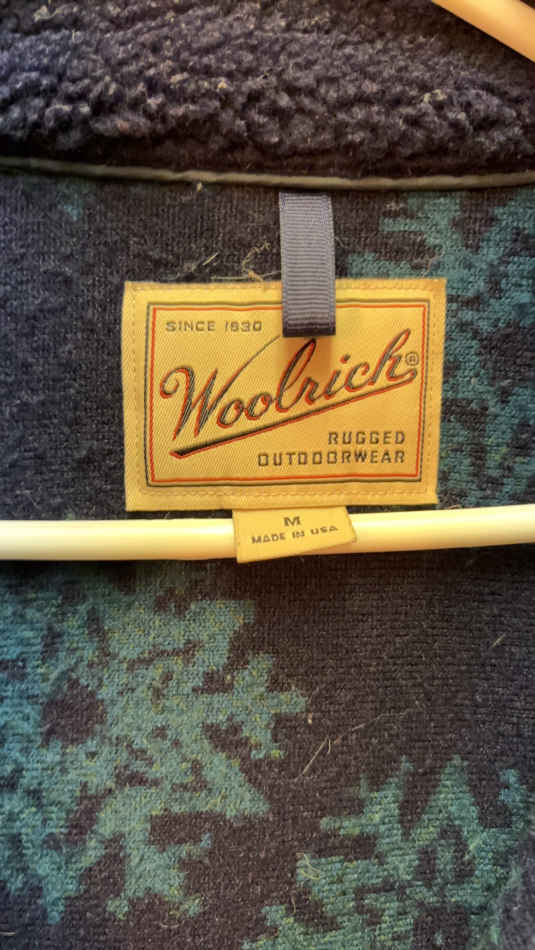 SINCE 1830
Woolrich®
RUGGED
OUTDOORWEAR
M
MADE IN USA